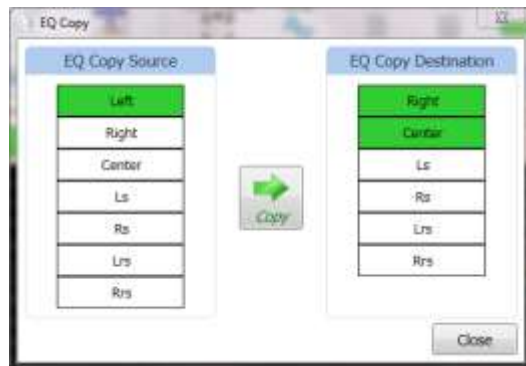 EQ Copy
EQ Copy Source
Left
Right
Center
Ls
Rs
Lrs
Rrs
Copy
EQ Copy Destination
Right
Center
Ls
Rs
Lrs
Rrs
Close